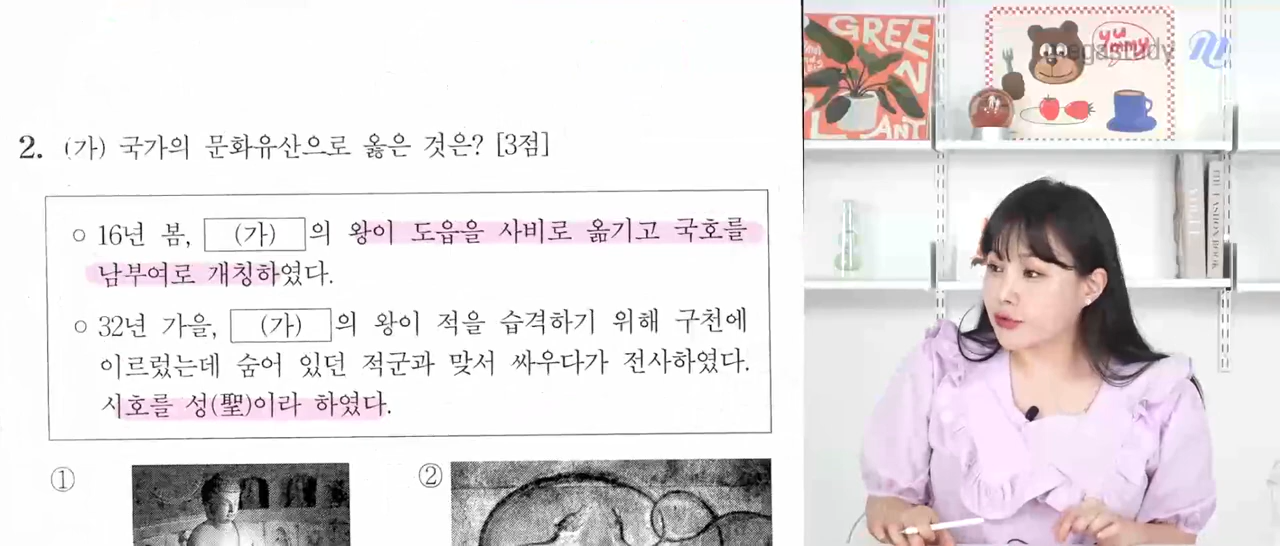 2. (가) 국가의 문화유산으로 옳은 것은? [3점]
○ 16년 봄, (가) 의 왕이 도읍을 사비로 옮기고 국호를
남부여로 개칭하였다.
○ 32년 가을, (가) 의 왕이 적을 습격하기 위해 구천에
이르렀는데 숨어 있던 적군과 맞서 싸우다가 전사하였다.
시호를 성(聖)이라 하였다.
① ②
GREE
N
PLANT
yummy
megastudy